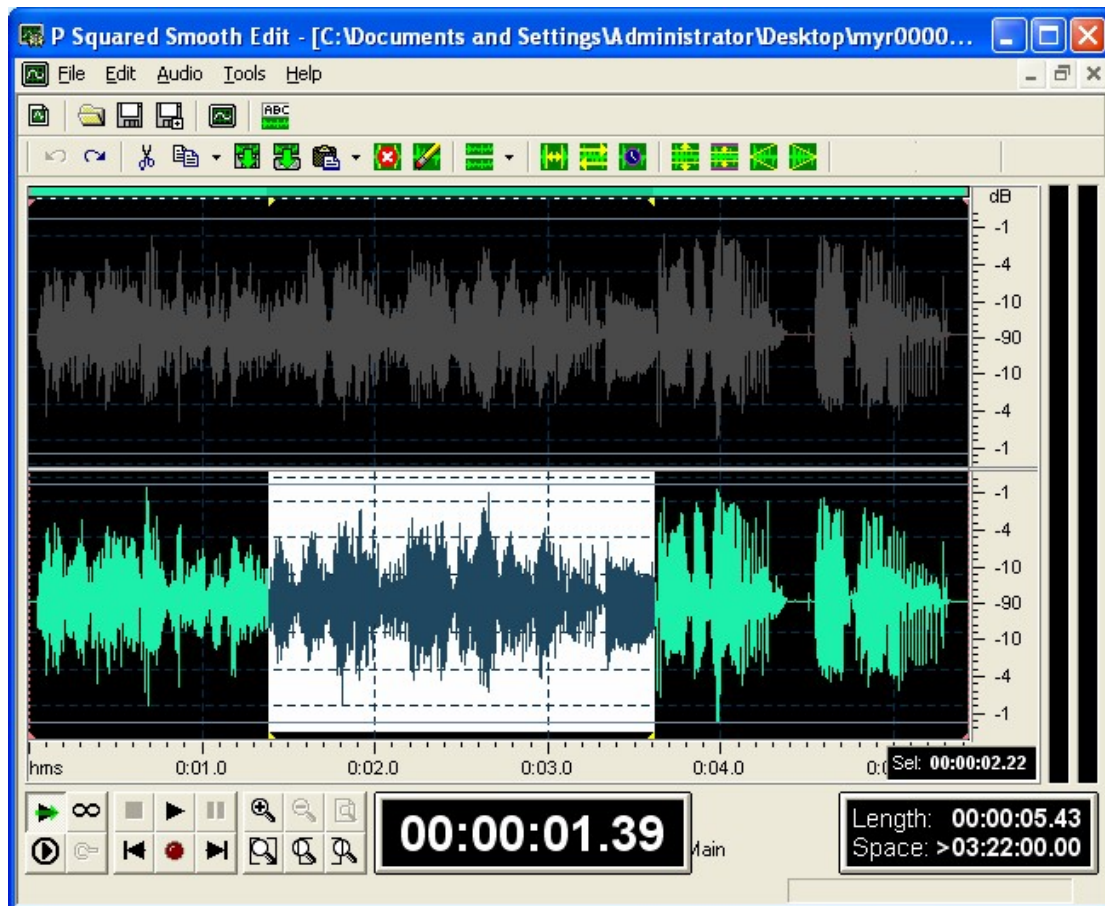 P Squared Smooth Edit - [C:\Documents and Settings\Administrator\Desktop\myr0000...
File Edit Audio Tools Help
ABC
dB
-1
-4
-10
-90
-10
-4
-1
-1
-4
-10
-90
-10
-4
-1
hms 0:01.0 0:02.0 0:03.0 0:04.0 Sel: 00:00:02.22
00:00:01.39
Main
Length: 00:00:05.43
Space: >03:22:00.00